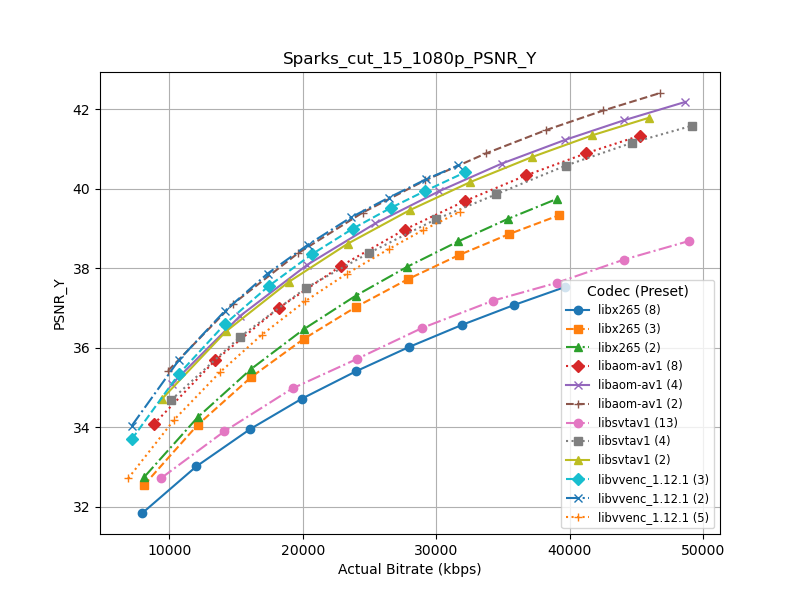 Sparks_cut_15_1080p_PSNR_Y
PSNR_Y
42
40
38
36
34
32
10000 20000 30000 40000 50000
Actual Bitrate (kbps)
Codec (Preset)
libx265 (8)
libx265 (3)
libx265 (2)
libaom-av1 (8)
libaom-av1 (4)
libaom-av1 (2)
libsvtav1 (13)
libsvtav1 (4)
libsvtav1 (2)
libvvenc_1.12.1 (3)
libvvenc_1.12.1 (2)
libvvenc_1.12.1 (5)